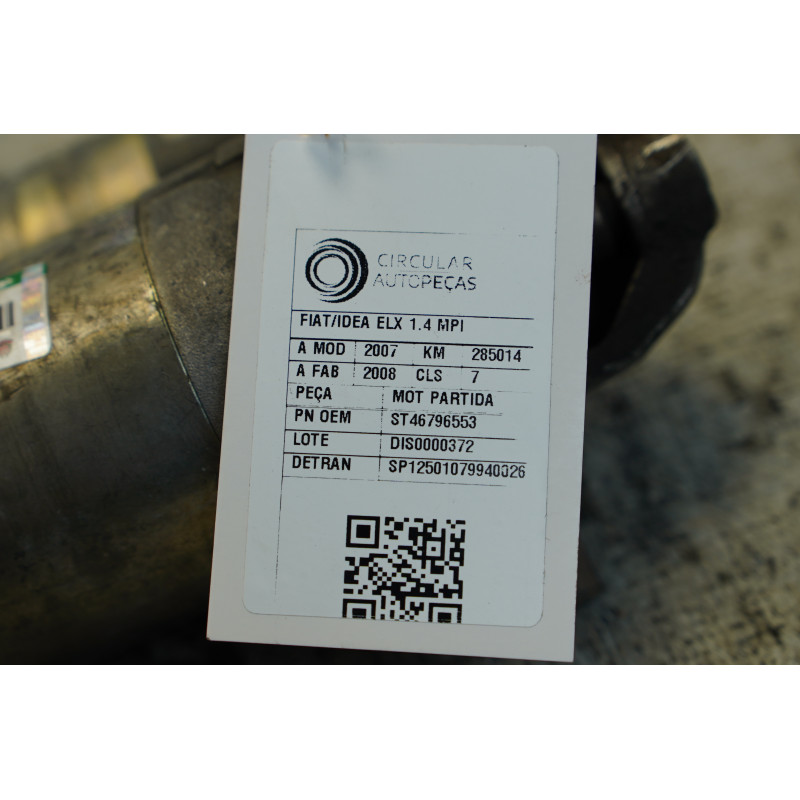 CIRCULAR
AUTOPEÇAS
FIAT/IDEA ELX 1.4 MPI
A MOD 2007 KM 285014
A FAB 2008 CLS 7
PEÇA MOT PARTIDA
PN OEM ST46796553
LOTE DIS0000372
DETRAN SP12501079940026